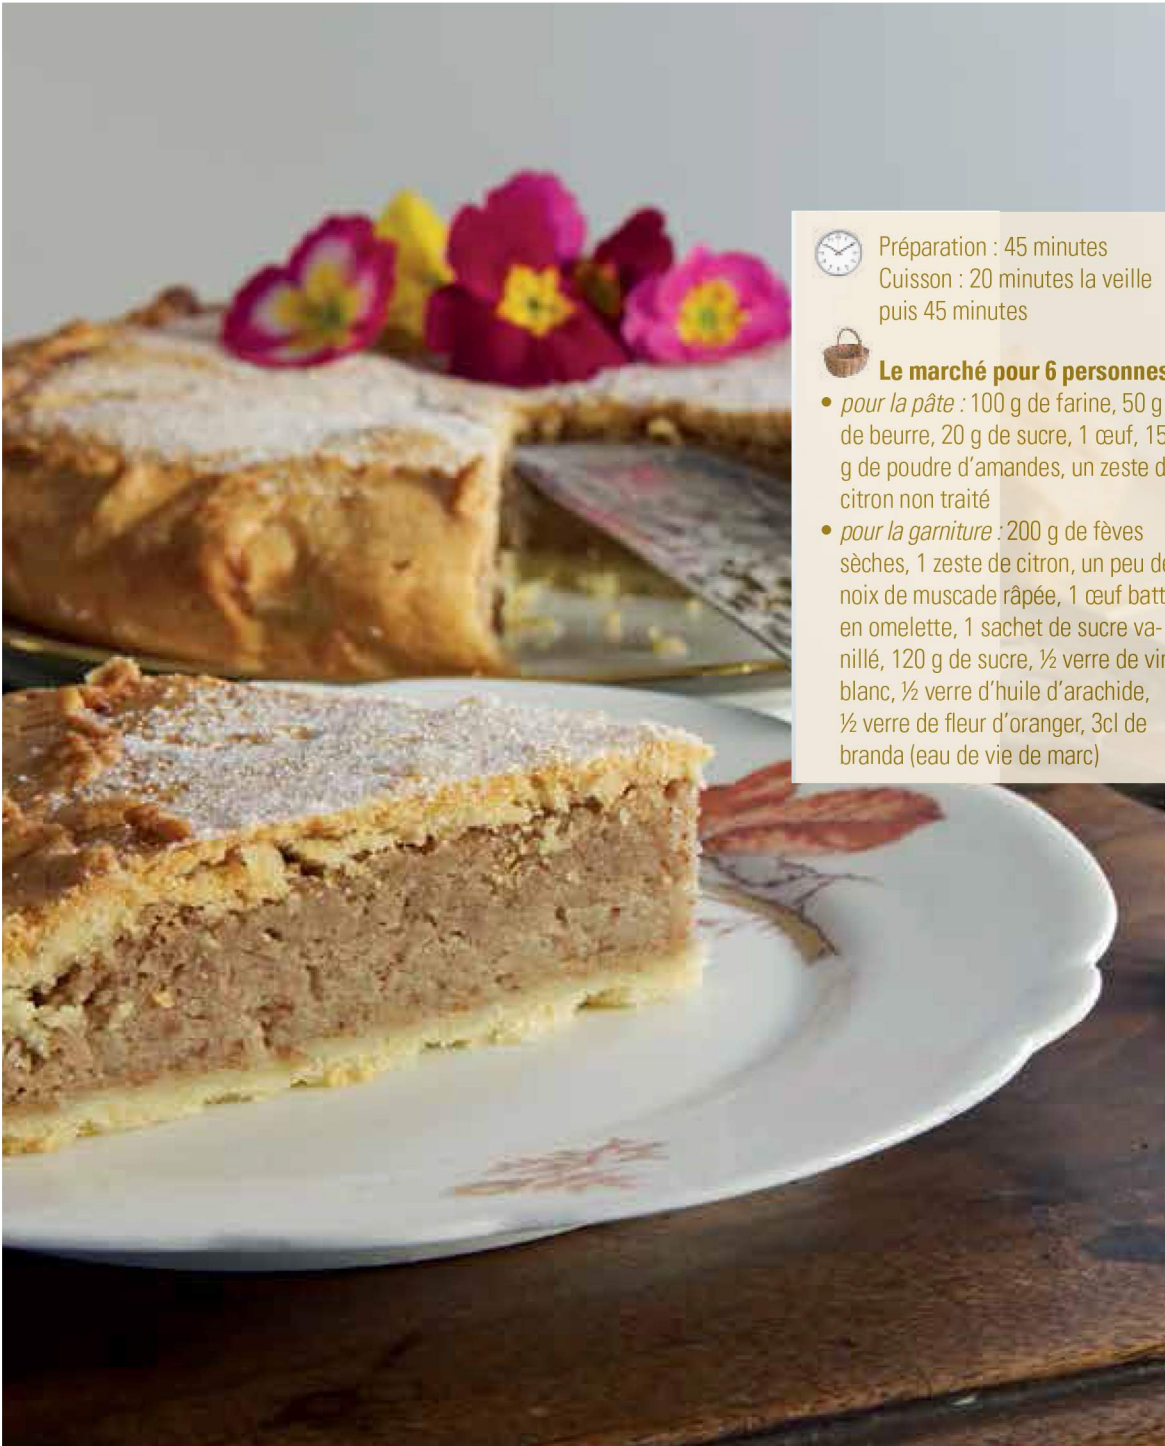 Préparation : 45 minutes
Cuisson : 20 minutes la veille
puis 45 minutes
Le marché pour 6 personnes
• pour la pâte : 100 g de farine, 50 g
de beurre, 20 g de sucre, 1 œuf, 15
g de poudre d'amandes, un zeste d
citron non traité
• pour la garniture : 200 g de fèves
sèches, 1 zeste de citron, un peu de
noix de muscade râpée, 1 œuf batt
en omelette, 1 sachet de sucre va-
nillé, 120 g de sucre, ½ verre de vin
blanc, ½ verre d'huile d'arachide,
½ verre de fleur d'oranger, 3cl de
branda (eau de vie de marc)